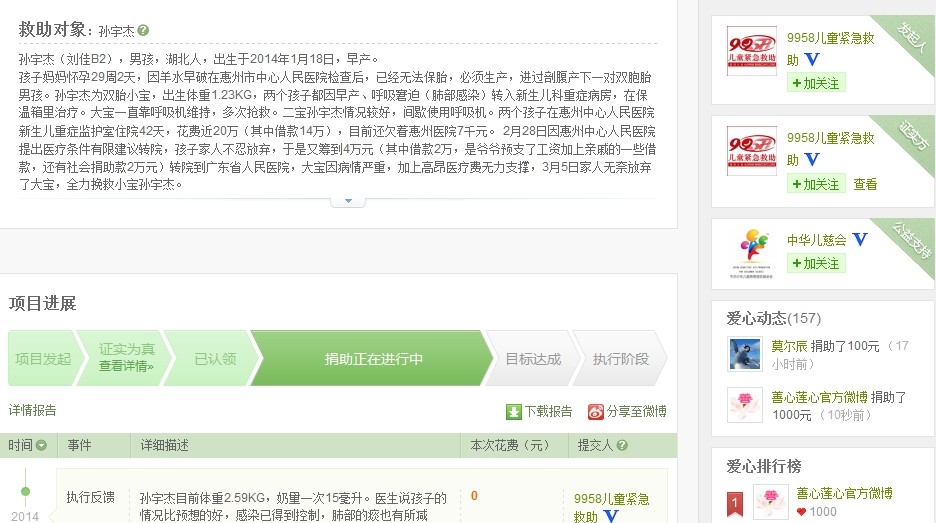 救助对象：孙宇杰
孙宇杰（刘佳B2），男孩，湖北人，出生于2014年1月18日，早产。
孩子妈妈怀孕29周2天，因羊水早破在惠州市中心人民医院检查后，已经无法保胎，必须生产，进过剖腹产下一对双胞胎
男孩。孙宇杰为双胎小宝，出生体重1.23KG，两个孩子都因早产、呼吸窘迫（肺部感染）转入新生儿科重症病房，在保
温箱里治疗。大宝一直靠呼吸机维持，多次抢救。二宝孙宇杰情况较好，间歇使用呼吸机。两个孩子在惠州中心人民医院
新生儿重症监护室住院42天，花费近20万（其中借款14万），目前还欠着惠州医院7千元。 2月28日因惠州中心人民医院
提出医疗条件有限建议转院，孩子家人不忍放弃，于是又筹到4万元（其中借款2万，是爷爷预支了工资加上亲戚的一些借
款，还有社会捐助款2万元）转院到广东省人民医院，大宝因病情严重，加上高昂医疗费无力支撑，3月5日家人无奈放弃
了大宝，全力挽救小宝孙宇杰。
项目进展
项目发起
证实为真
查看详情»
已认领
捐助正在进行中
目标达成
执行阶段
详情报告
下载报告
分享至微博
时间 事件 详细描述 本次花费（元） 提交人
2014
执行反馈
孙宇杰目前体重2.59KG，奶量一次15毫升。医生说孩子的
情况比预想的好，感染已得到控制，肺部的痰也有所减
0
9958儿童紧急
救助 V
9958
儿童紧急救助
9958儿童紧急救
助 V
+加关注
发起人
9958
儿童紧急救助
9958儿童紧急救
助 V
+加关注 查看
证实方
中华儿慈会 V
+加关注
公益支持
爱心动态(157)
莫尔辰 捐助了100元（17
小时前）
善心莲心官方微博 捐助了
1000元（10秒前）
爱心排行榜
1
善心莲心官方微博
1000